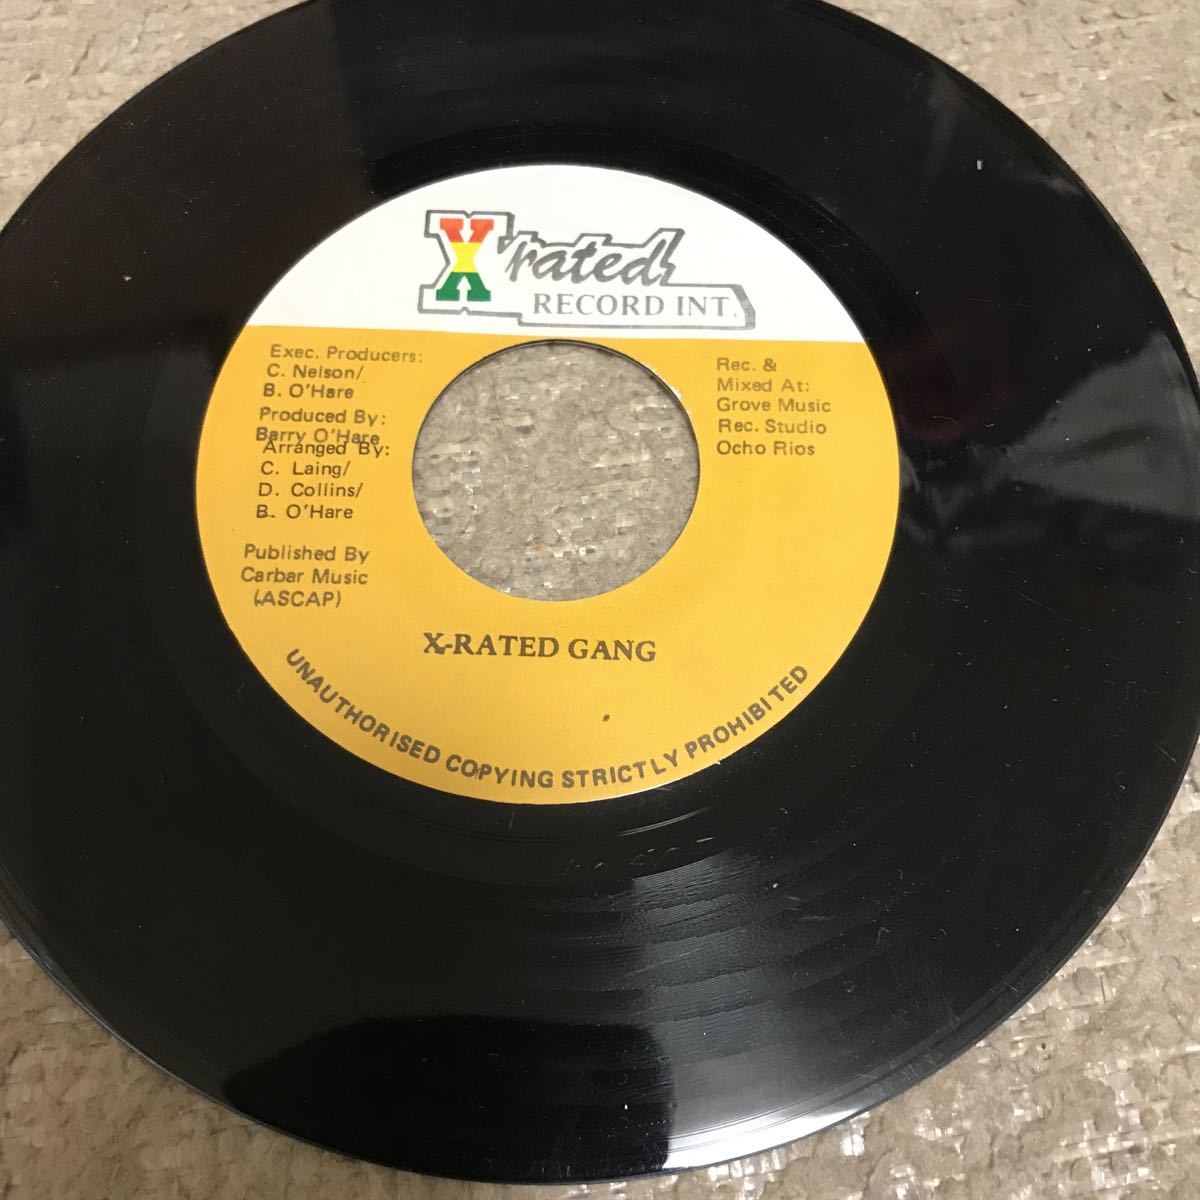 X rated
RECORD INT.
Exec. Producers:
C. Nelson/
B. O'Hare
Produced By:
Barry O'Hare
Arranged By:
C. Laing/
D. Collins/
B. O'Hare
Published By
Carbar Music
(ASCAP)
Rec. &
Mixed At:
Grove Music
Rec. Studio
Ocho Rios
X-RATED GANG
UNAUTHORISED COPYING STRICTLY PROHIBITED